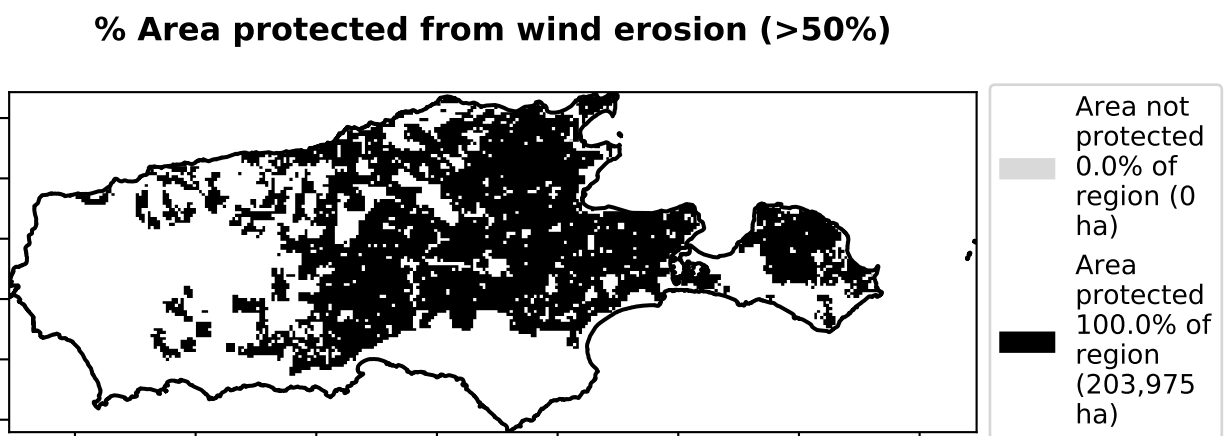 % Area protected from wind erosion (>50%)
Area not
protected
0.0% of
region (0
ha)
Area
protected
100.0% of
region
(203,975
ha)